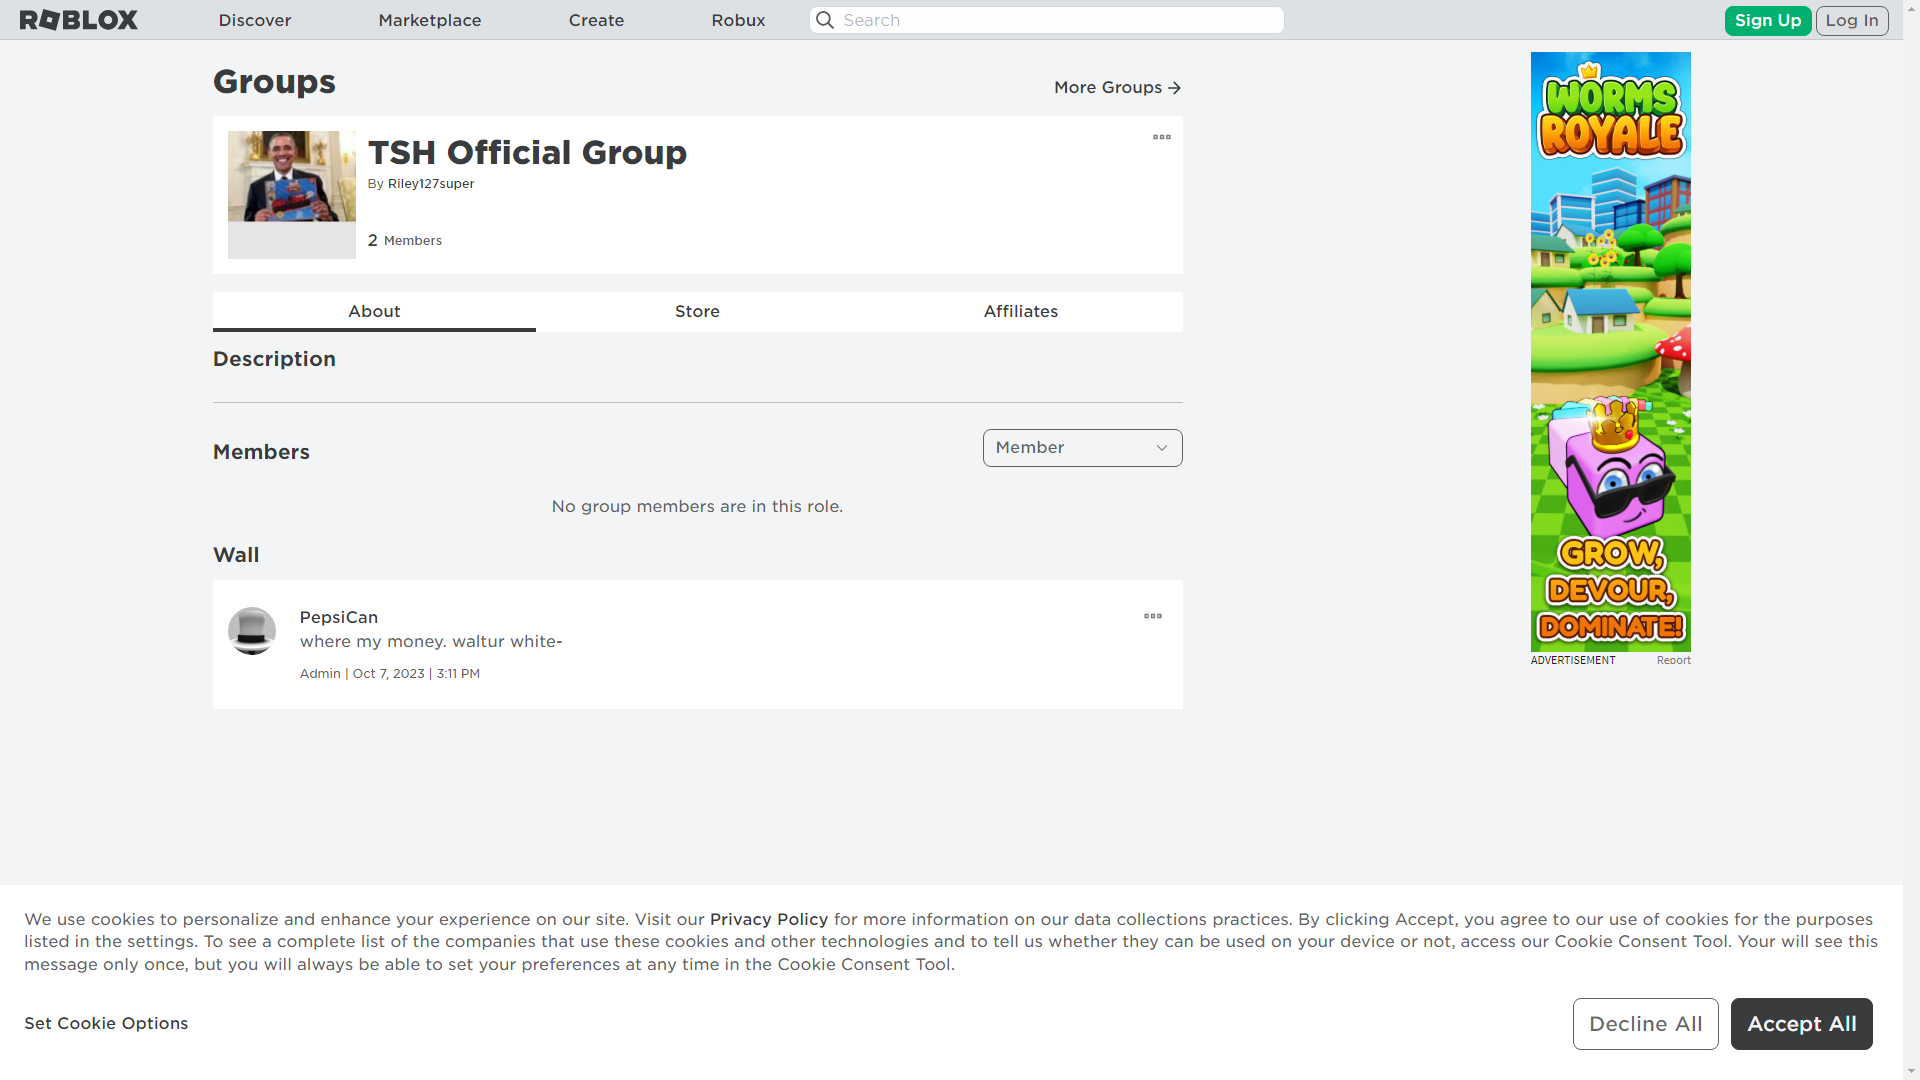 ROBLOX
Discover
Marketplace
Create
Robux
Search
Sign Up
Log In
Groups
More Groups
TSH Official Group
By Riley127super
2 Members
About
Store
Affiliates
Description
Members
Member
No group members are in this role.
Wall
PepsiCan
where my money. waltur white-
Admin | Oct 7, 2023 | 3:11 PM
WORMS
ROYALE
GROW,
DEVOUR,
DOMINATE!
ADVERTISEMENT
Report
We use cookies to personalize and enhance your experience on our site. Visit our Privacy Policy for more information on our data collections practices. By clicking Accept, you agree to our use of cookies for the purposes
listed in the settings. To see a complete list of the companies that use these cookies and other technologies and to tell us whether they can be used on your device or not, access our Cookie Consent Tool. Your will see this
message only once, but you will always be able to set your preferences at any time in the Cookie Consent Tool.
Set Cookie Options
Decline All
Accept All